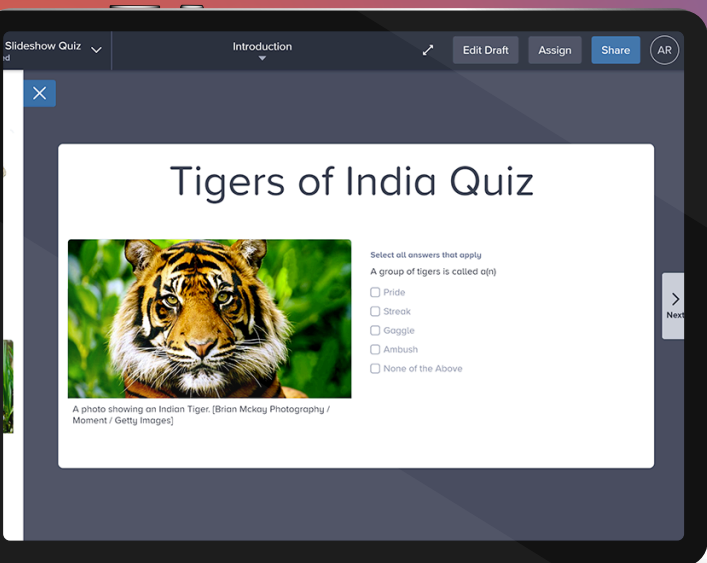 Slideshow Quiz
ed
Introduction
Edit Draft
Assign
Share
AR
Tigers of India Quiz
Select all answers that apply
A group of tigers is called a(n)
Pride
Streak
Gaggle
Ambush
None of the Above
Next
A photo showing an Indian Tiger. [Brian Mckay Photography /
Moment / Getty Images]